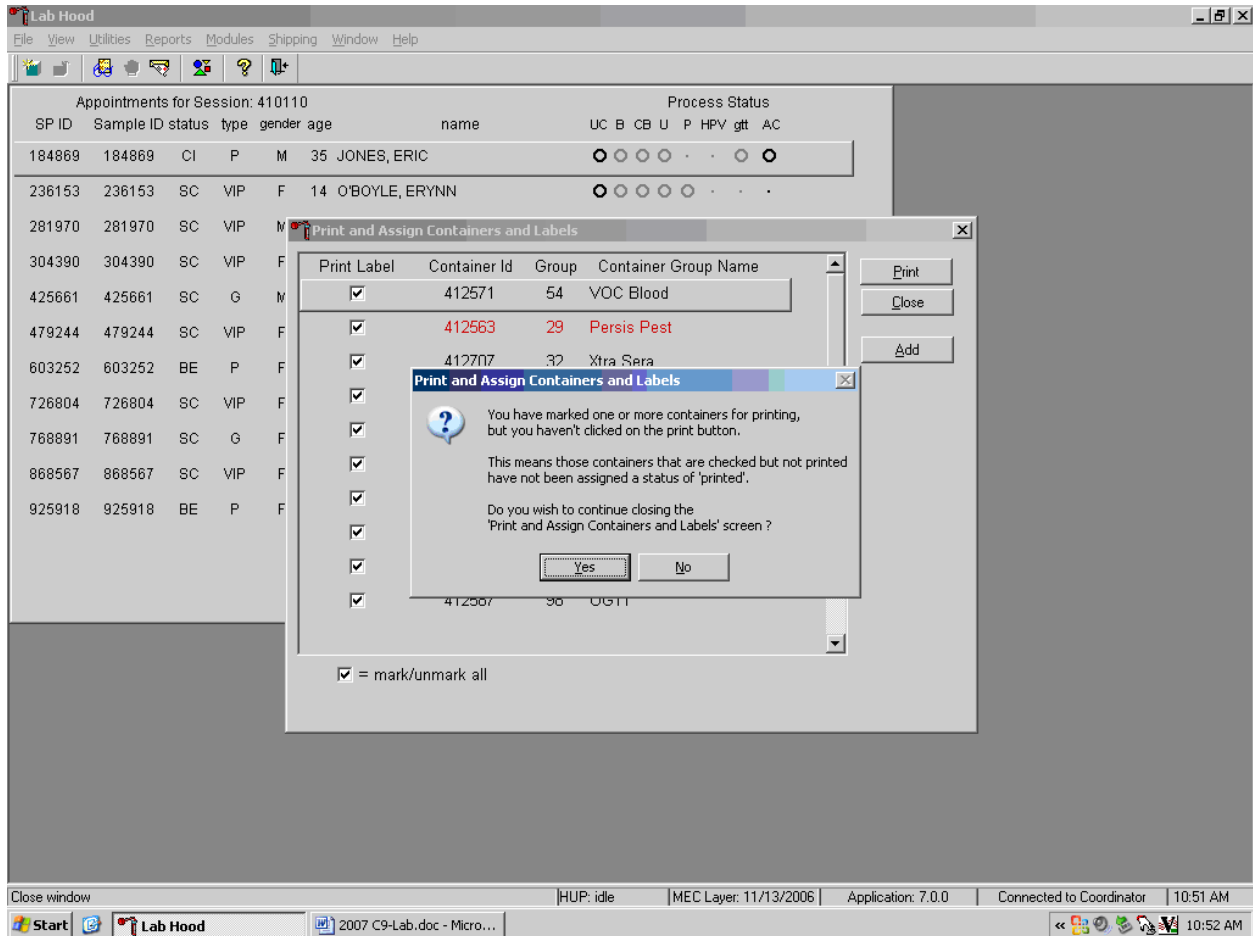 Lab Hood
File View Utilities Reports Modules Shipping Window Help
Appointments for Session: 410110 Process Status
SP ID Sample ID status type gender age name UC B CB U P HPV gtt AC
184869 184869 CI P M 35 JONES, ERIC
236153 236153 SC VIP F 14 O'BOYLE, ERYNN
281970 281970 SC VIP M
304390 304390 SC VIP F
425661 425661 SC G M
479244 479244 SC VIP F
603252 603252 BE P F
726804 726804 SC VIP F
768891 768891 SC G F
868567 868567 SC VIP F
925918 925918 BE P F
Print and Assign Containers and Labels
Print Label Container Id Group Container Group Name
412571 54 VOC Blood
412563 29 Persis Pest
412707 32 Xtra Sera
412587 98 OGTT
= mark/unmark all
Print
Close
Add
Print and Assign Containers and Labels
You have marked one or more containers for printing,
but you haven't clicked on the print button.
This means those containers that are checked but not printed
have not been assigned a status of 'printed'.
Do you wish to continue closing the
'Print and Assign Containers and Labels' screen ?
Yes No
Close window HUP: idle MEC Layer: 11/13/2006 Application: 7.0.0 Connected to Coordinator 10:51 AM
Start Lab Hood 2007 C9-Lab.doc - Micro... « 10:52 AM